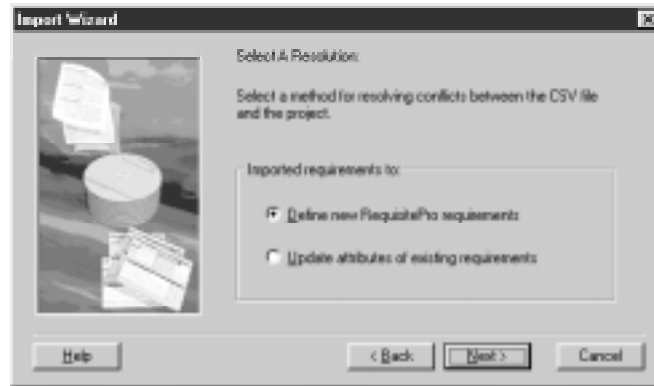 Import Wizard
Select A Resolution:
Select a method for resolving conflicts between the CSV file
and the project.
Imported requirements to:
Define new RequisitePro requirements
Update attributes of existing requirements
Help
< Back
Next >
Cancel